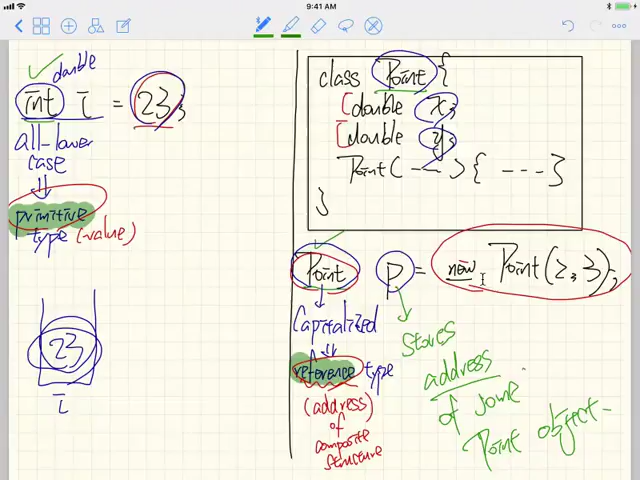 9:41 AM
double
int i = 23;
all-lower
case
primitive
type (value)
23
i
class Point {
double x;
double y;
Point(----){ ---- }
}
Point p = new Point(2, 3);
Capitalized
reference type
(address)
of
composite
structure
stores
address
of some
Point object